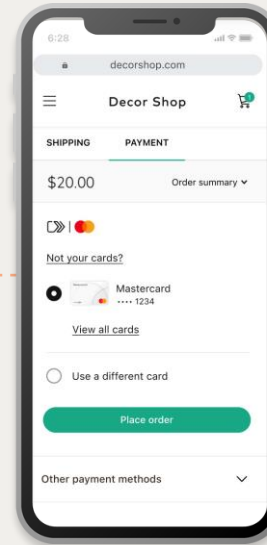 6:28
decorshop.com
Decor Shop
SHIPPING PAYMENT
$20.00 Order summary
Not your cards?
Mastercard
•••• 1234
View all cards
Use a different card
Place order
Other payment methods